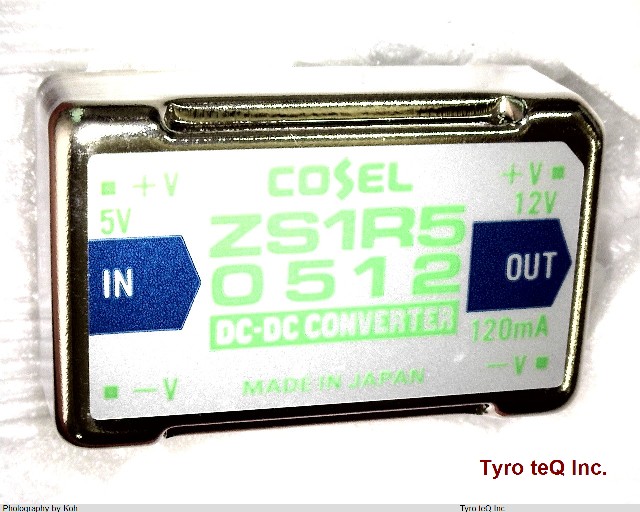 +V
COSEL
+V
5V
12V
ZS1R5
IN
0512
OUT
DC-DC CONVERTER
120mA
-V
MADE IN JAPAN
-V
Tyro teQ Inc.
Photography by Koh
Tyro teQ Inc